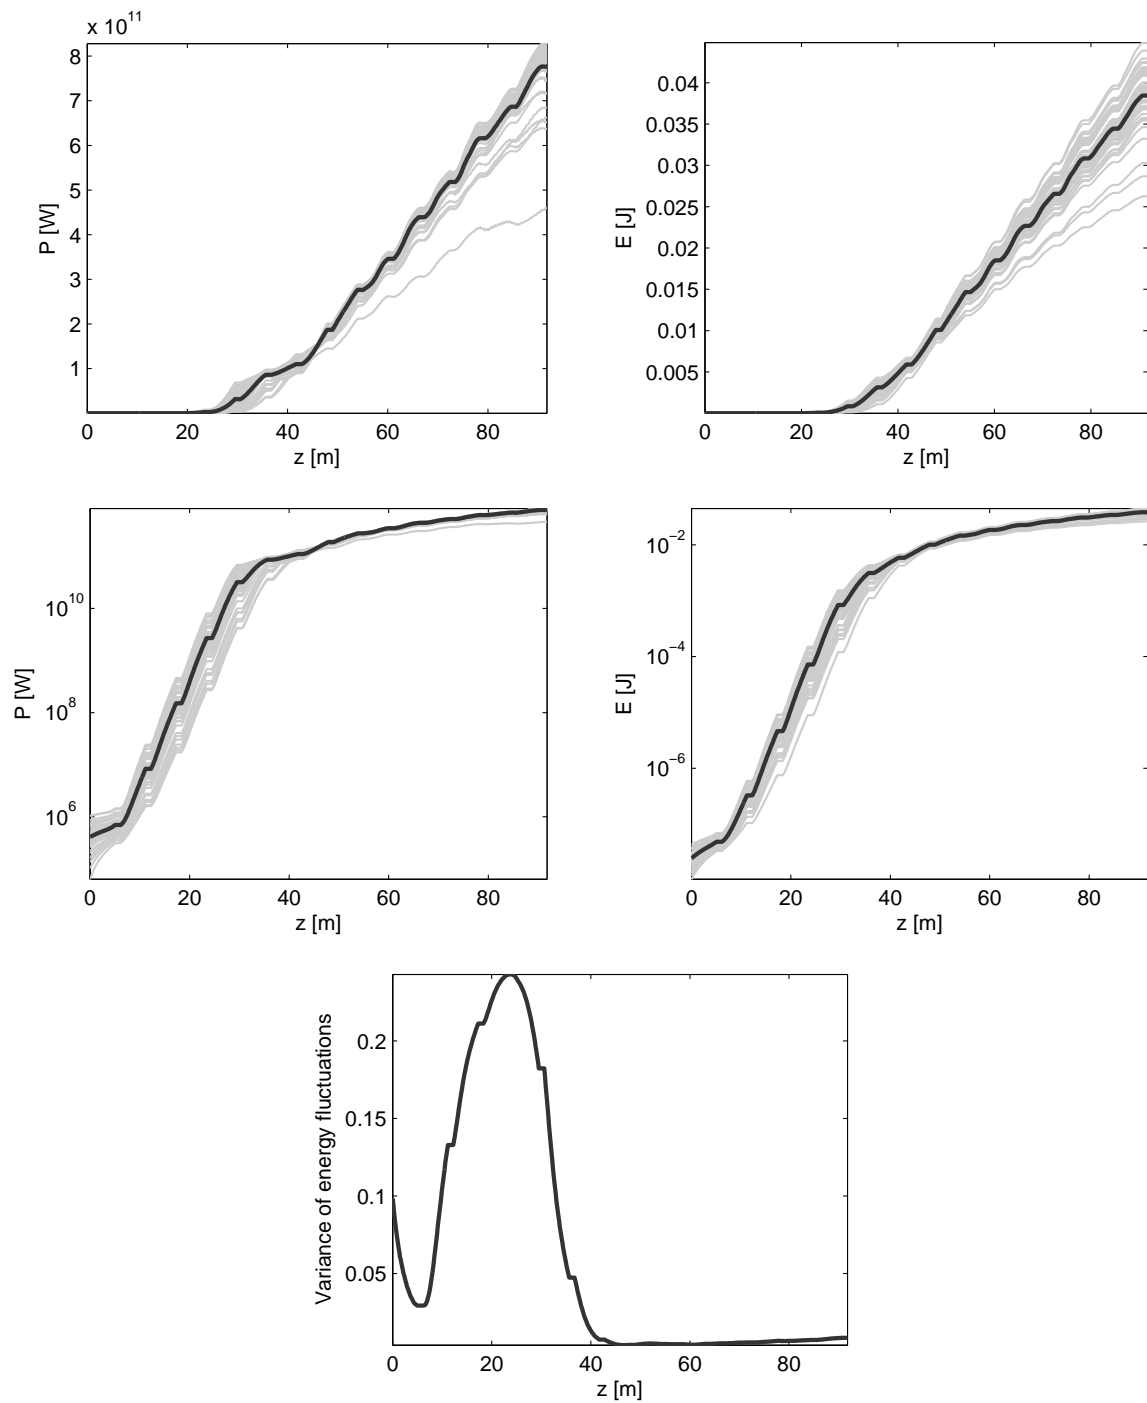 x 10^11
8
7
6
5
4
3
2
1
P [W]
0 20 40 60 80
z [m]
0.04
0.035
0.03
0.025
0.02
0.015
0.01
0.005
E [J]
0 20 40 60 80
z [m]
10^10
10^8
10^6
P [W]
0 20 40 60 80
z [m]
10^−2
10^−4
10^−6
E [J]
0 20 40 60 80
z [m]
0.2
0.15
0.1
0.05
Variance of energy fluctuations
0 20 40 60 80
z [m]